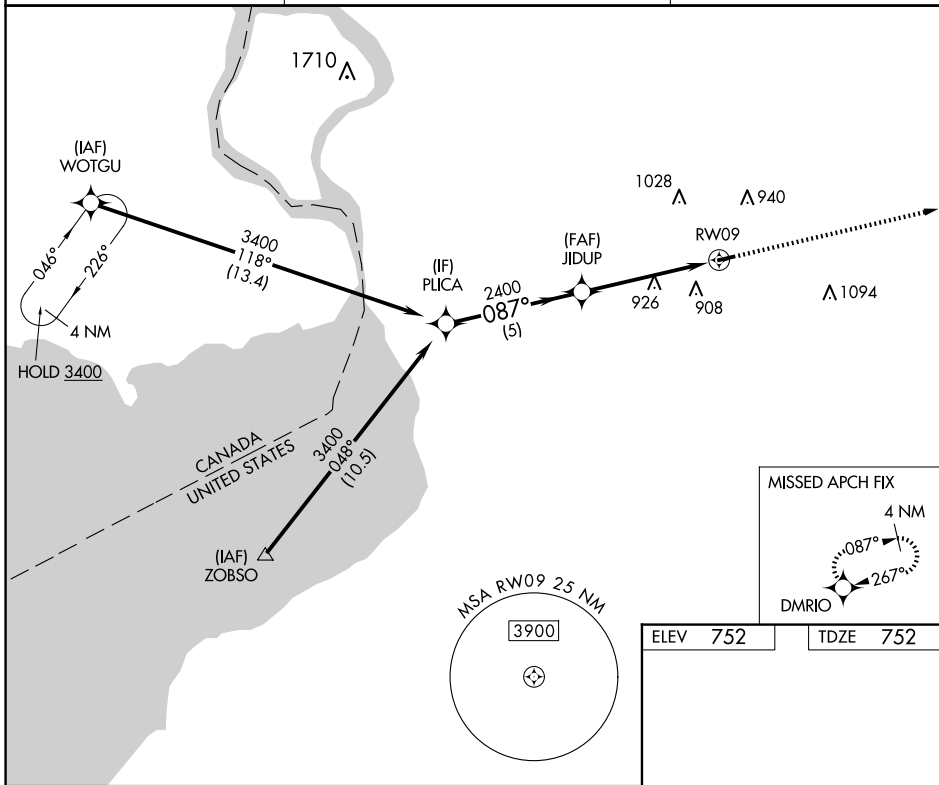 1710
(IAF)
WOTGU
046°
226°
4 NM
HOLD 3400
3400
118°
(13.4)
(IF)
PLICA
2400
087°
(5)
(FAF)
JIDUP
1028
940
RW09
926
908
1094
CANADA
UNITED STATES
3400
048°
(10.5)
(IAF)
ZOBSO
MISSED APCH FIX
4 NM
087°
267°
DMRIO
MSA RW09 25 NM
3900
ELEV 752
TDZE 752